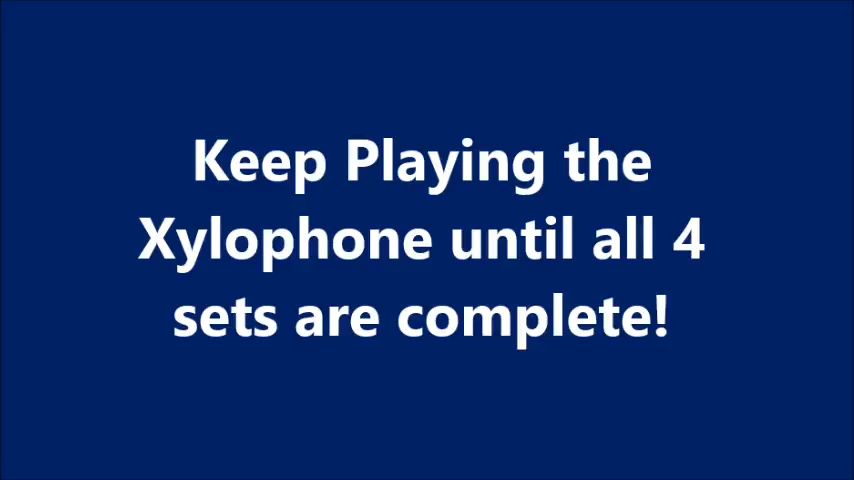 Keep Playing the
Xylophone until all 4
sets are complete!